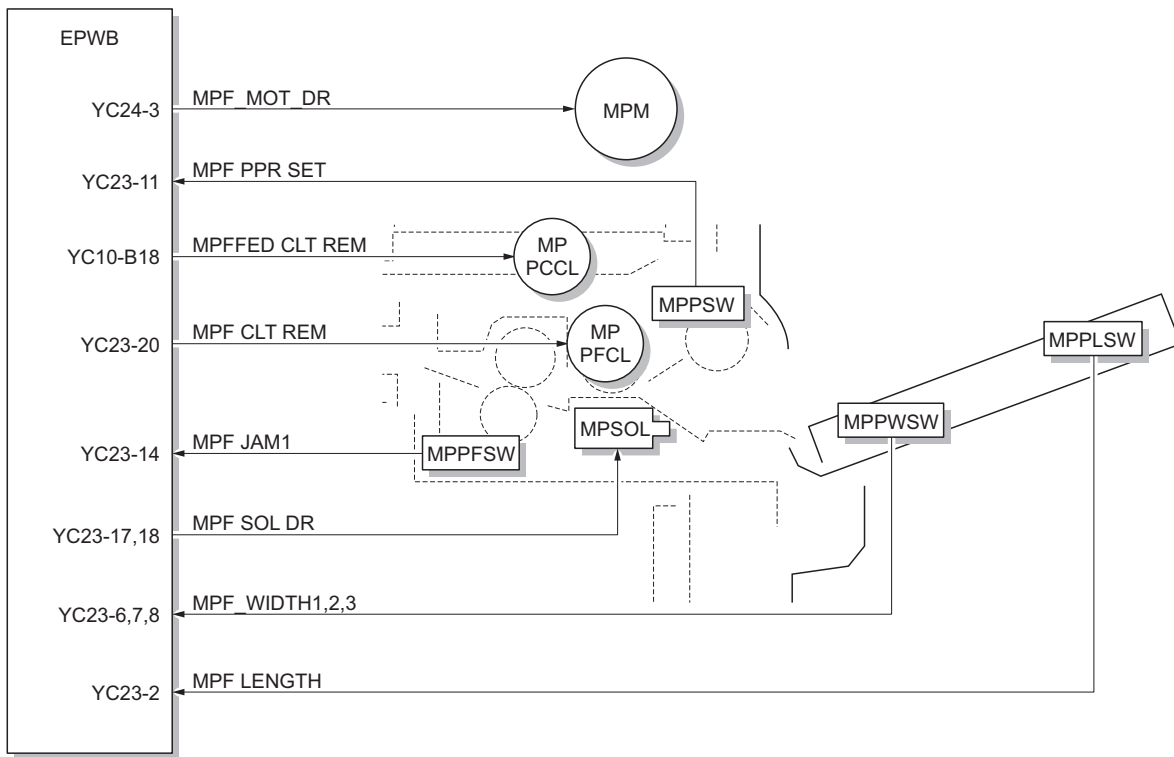 EPWB
YC24-3
MPF_MOT_DR
MPM
YC23-11
MPF PPR SET
YC10-B18
MPFFED CLT REM
MP
PCCL
MPPSW
YC23-20
MPF CLT REM
MP
PFCL
MPPLSW
MPPWSW
YC23-14
MPF JAM1
MPPFSW
MPSOL
YC23-17,18
MPF SOL DR
YC23-6,7,8
MPF_WIDTH1,2,3
YC23-2
MPF LENGTH